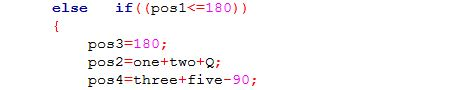 else   if((pos1<=180))
{
pos3=180;
pos2=one+two+Q;
pos4=three+five-90;